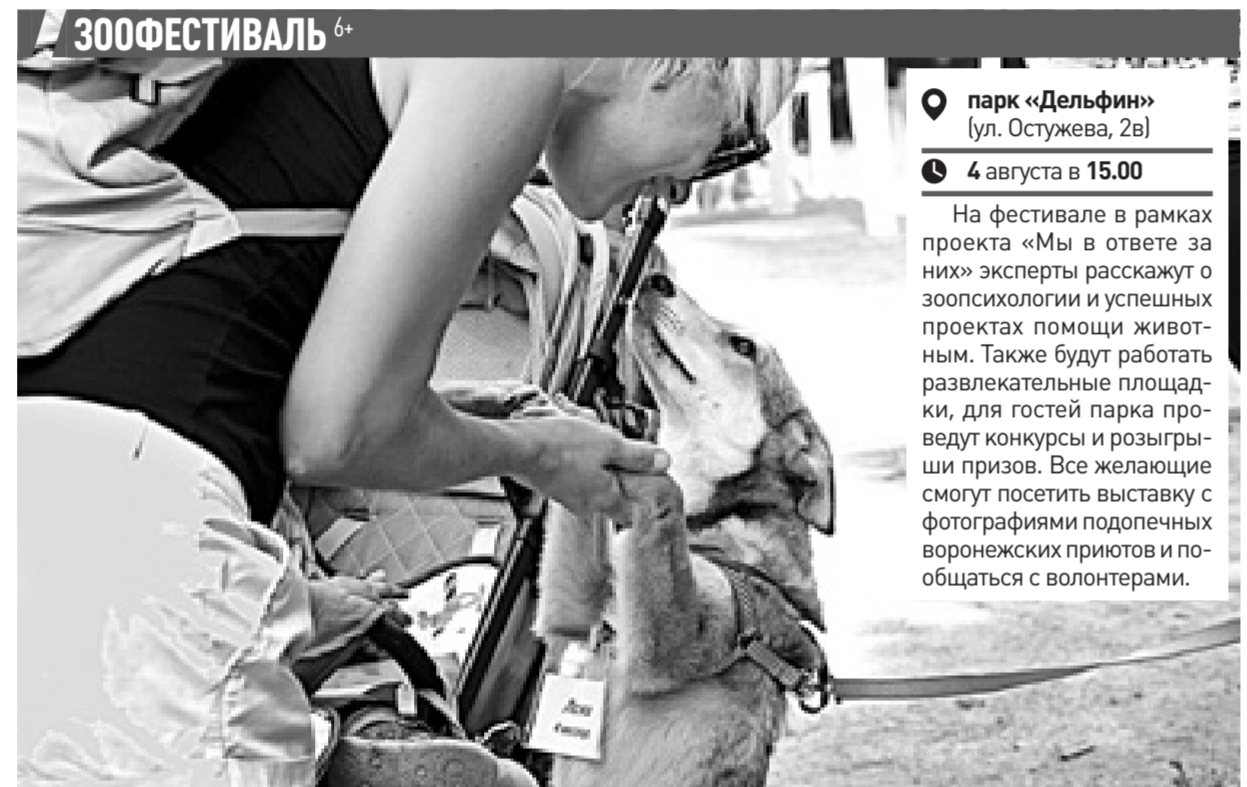 ЗООФЕСТИВАЛЬ 6+
парк «Дельфин»
(ул. Остужева, 2в)
4 августа в 15.00
На фестивале в рамках
проекта «Мы в ответе за
них» эксперты расскажут о
зоопсихологии и успешных
проектах помощи живот-
ным. Также будут работать
развлекательные площад-
ки, для гостей парка про-
ведут конкурсы и розыгры-
ши призов. Все желающие
смогут посетить выставку с
фотографиями подопечных
воронежских приютов и по-
общаться с волонтерами.